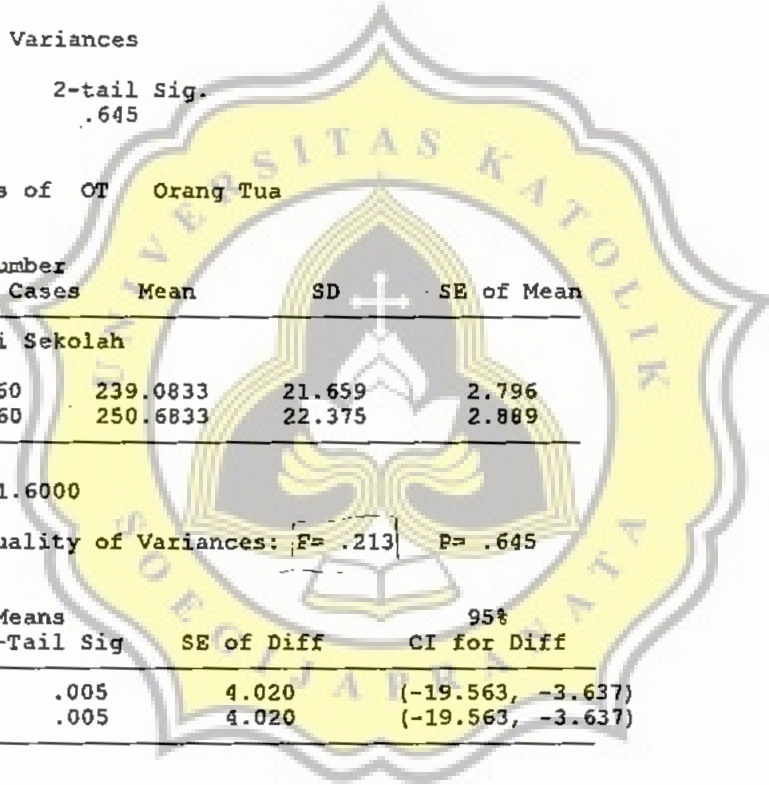 Variances
2-tail Sig.
.645
s of OT Orang Tua
umber
Cases Mean SD SE of Mean
i Sekolah
60 239.0833 21.659 2.796
60 250.6833 22.375 2.889
1.6000
uality of Variances: F= .213 P= .645
Means 95%
-Tail Sig SE of Diff CI for Diff
.005 4.020 (-19.563, -3.637)
.005 4.020 (-19.563, -3.637)
UNIVERSITAS KATOLIK
SOEGIJAPRANATA